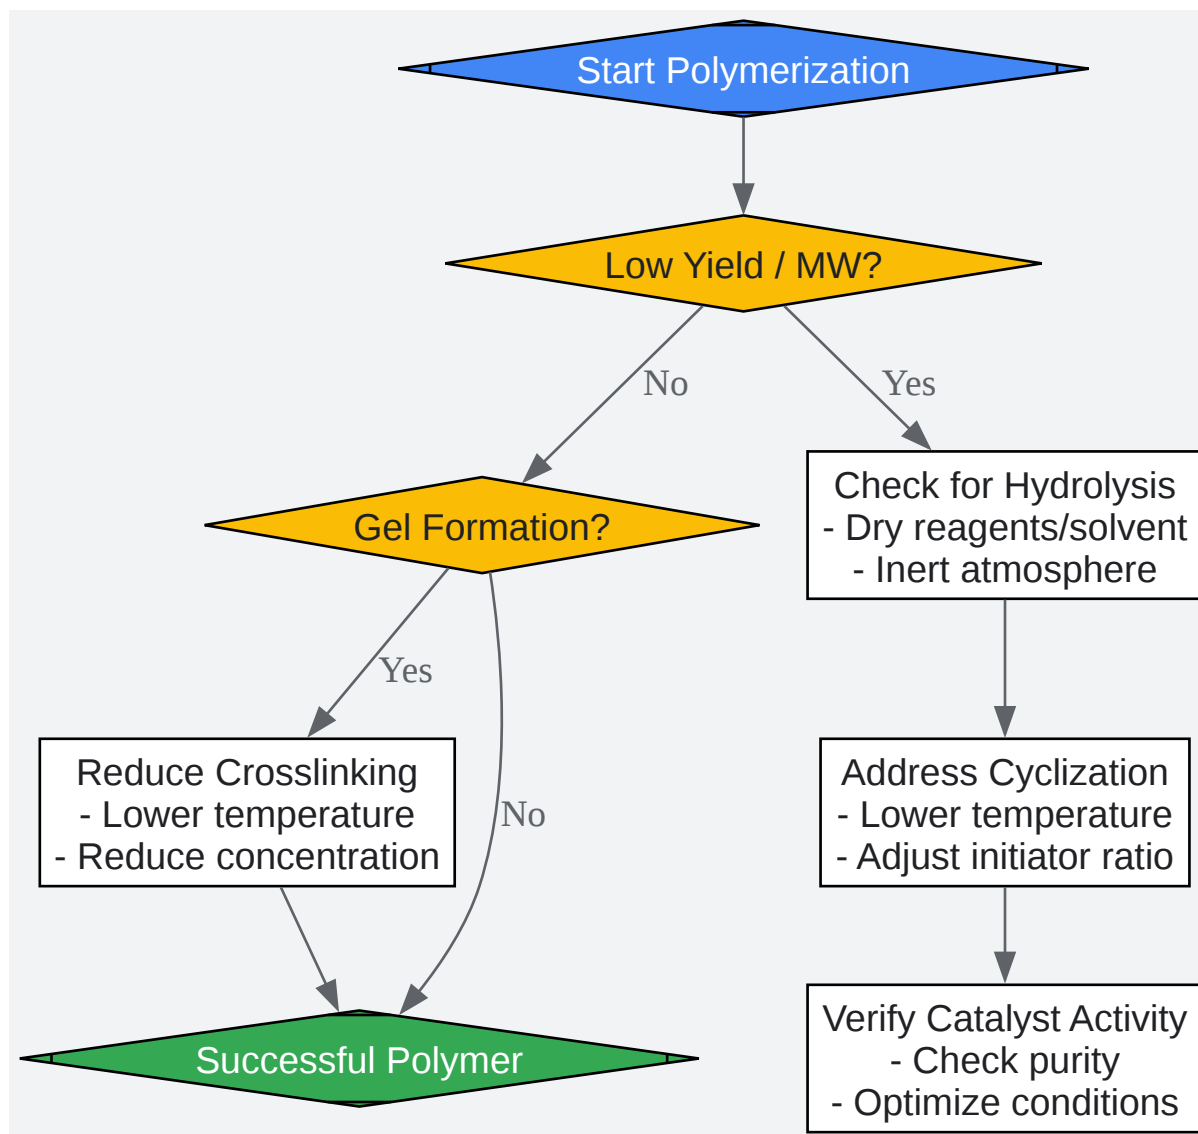 Start Polymerization
Low Yield / MW?
No
Yes
Gel Formation?
Check for Hydrolysis
- Dry reagents/solvent
- Inert atmosphere
Yes
No
Reduce Crosslinking
- Lower temperature
- Reduce concentration
Address Cyclization
- Lower temperature
- Adjust initiator ratio
Successful Polymer
Verify Catalyst Activity
- Check purity
- Optimize conditions